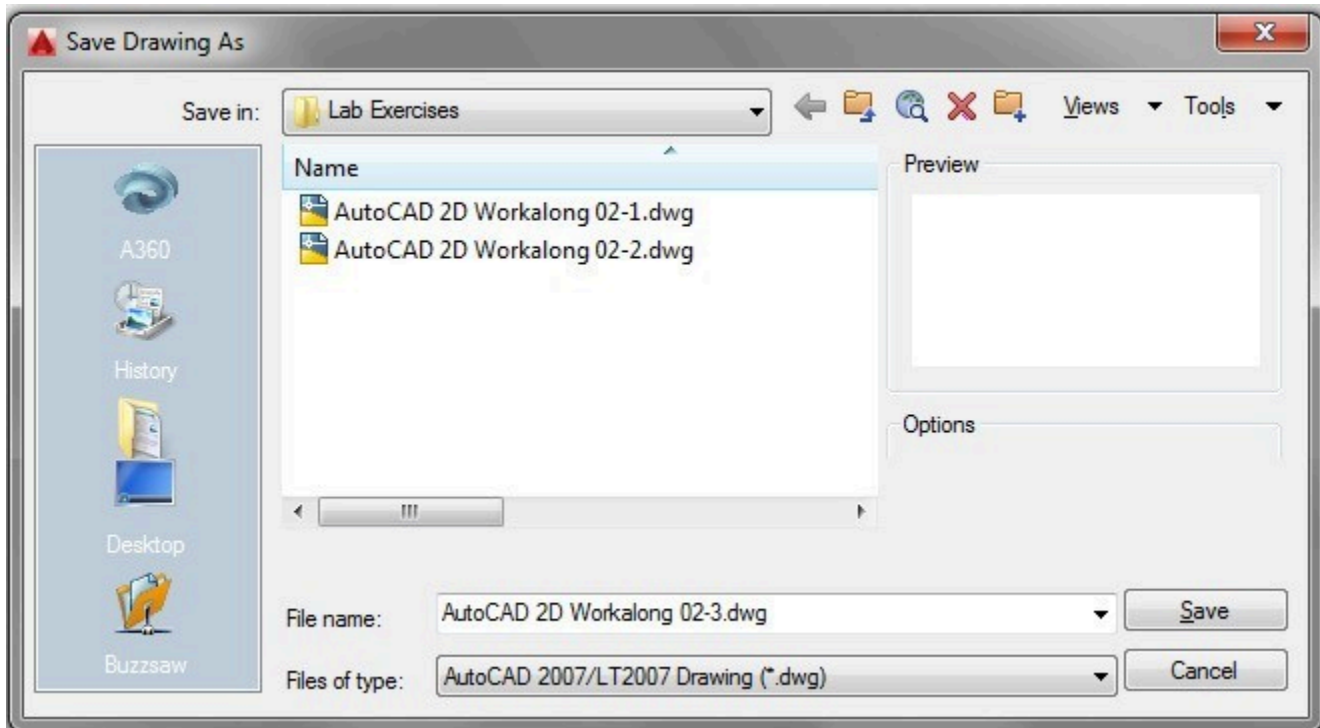 Save Drawing As
Save in: Lab Exercises Views Tools
Name
AutoCAD 2D Workalong 02-1.dwg
AutoCAD 2D Workalong 02-2.dwg
A360
History
Desktop
Buzzsaw
Preview
Options
File name: AutoCAD 2D Workalong 02-3.dwg Save
Files of type: AutoCAD 2007/LT2007 Drawing (*.dwg) Cancel